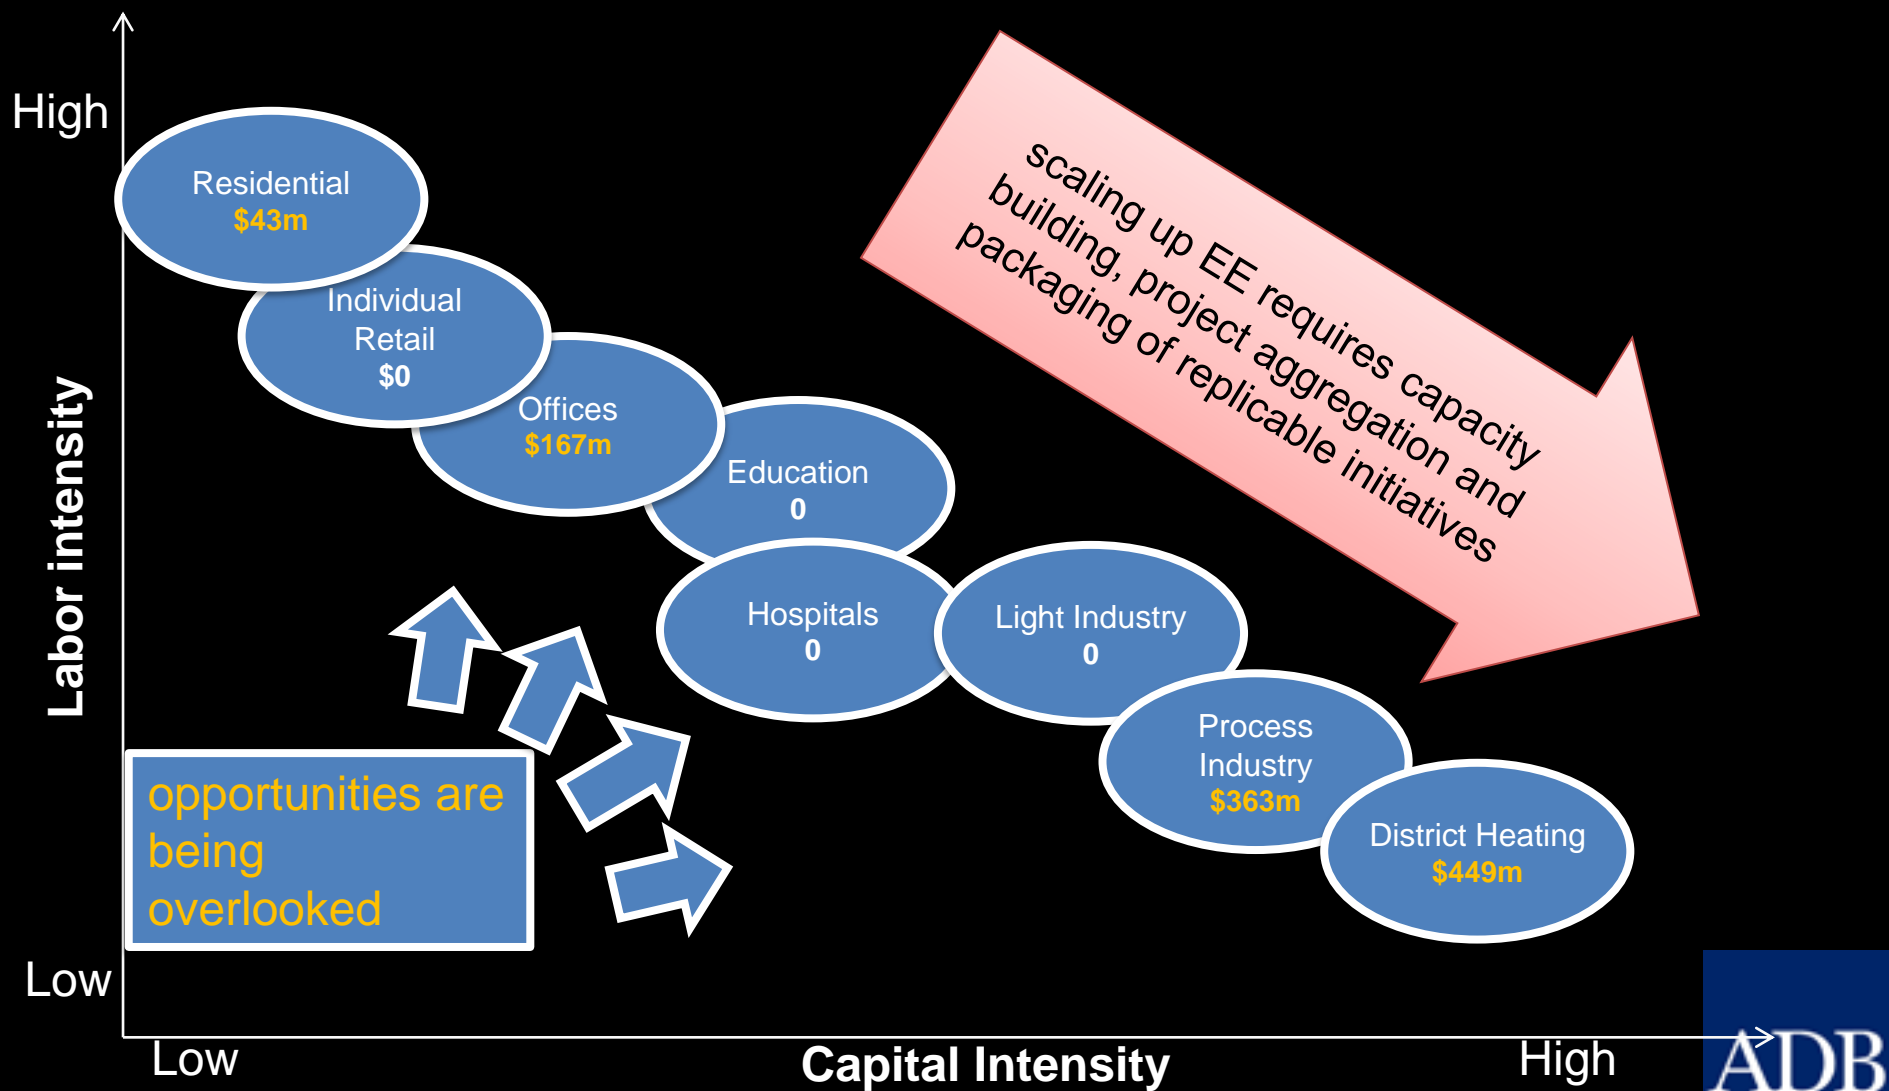 High
Residential
$43m
Individual
Retail
$0
Offices
$167m
Education
0
Hospitals
0
Light Industry
0
Process
Industry
$363m
District Heating
$449m
scaling up EE requires capacity
building, project aggregation and
packaging of replicable initiatives
Labor intensity
opportunities are
being
overlooked
Low
Low
Capital Intensity
High
ADB